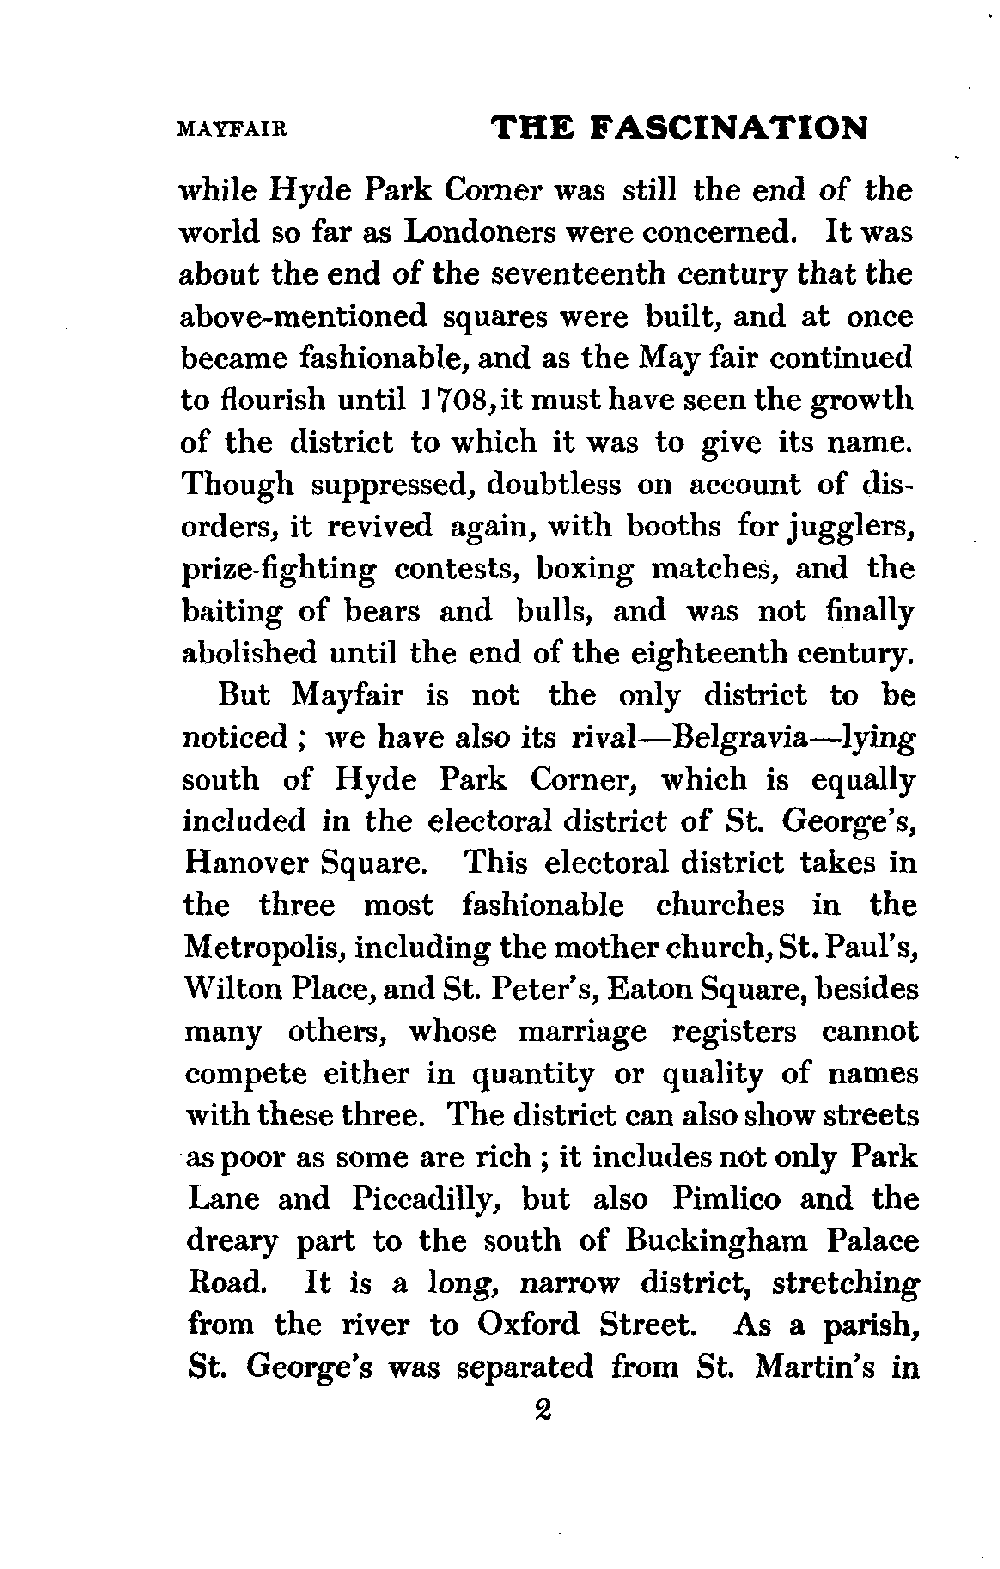 MAYFAIR THE FASCINATION
while Hyde Park Corner was still the end of the
world so far as Londoners were concerned. It was
about the end of the seventeenth century that the
above-mentioned squares were built, and at once
became fashionable, and as the May fair continued
to flourish until 1708, it must have seen the growth
of the district to which it was to give its name.
Though suppressed, doubtless on account of dis-
orders, it revived again, with booths for jugglers,
prize-fighting contests, boxing matches, and the
baiting of bears and bulls, and was not finally
abolished until the end of the eighteenth century.
But Mayfair is not the only district to be
noticed ; we have also its rival—Belgravia—lying
south of Hyde Park Corner, which is equally
included in the electoral district of St. George's,
Hanover Square. This electoral district takes in
the three most fashionable churches in the
Metropolis, including the mother church, St. Paul's,
Wilton Place, and St. Peter's, Eaton Square, besides
many others, whose marriage registers cannot
compete either in quantity or quality of names
with these three. The district can also show streets
as poor as some are rich ; it includes not only Park
Lane and Piccadilly, but also Pimlico and the
dreary part to the south of Buckingham Palace
Road. It is a long, narrow district, stretching
from the river to Oxford Street. As a parish,
St. George's was separated from St. Martin's in
2